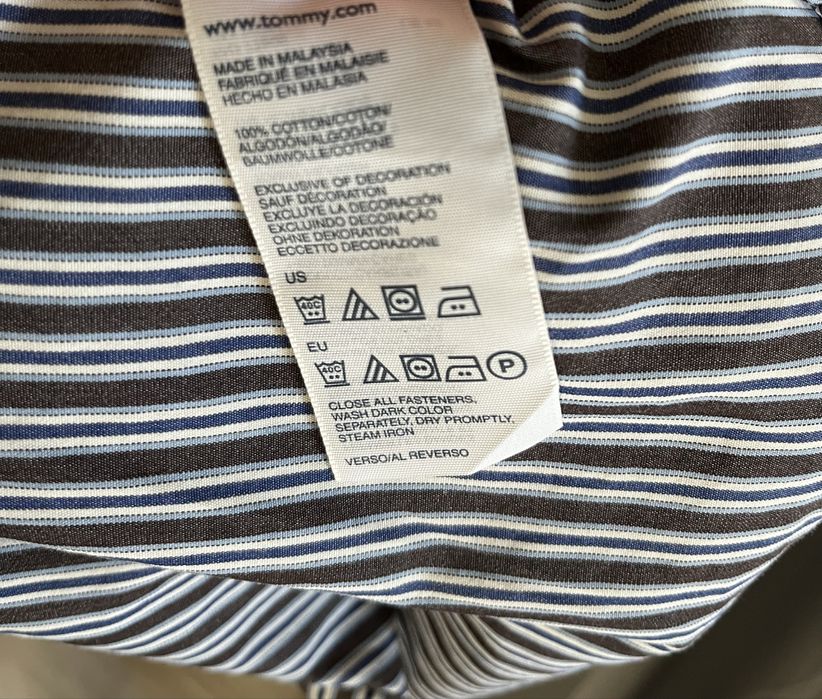 www.tommy.com
MADE IN MALAYSIA
FABRIQUÉ EN MALAISIE
HECHO EN MALASIA
100% COTTON/COTON/
ALGODÓN/ALGODÃO/
BAUMWOLLE/COTONE
EXCLUSIVE OF DECORATION
SAUF DÉCORATION
EXCLUYE LA DECORACIÓN
EXCLUINDO DECORAÇÃO
OHNE DEKORATION
ECCETTO DECORAZIONE
US
40C
EU
40C P
CLOSE ALL FASTENERS,
WASH DARK COLOR
SEPARATELY, DRY PROMPTLY,
STEAM IRON
VERSO/AL REVERSO